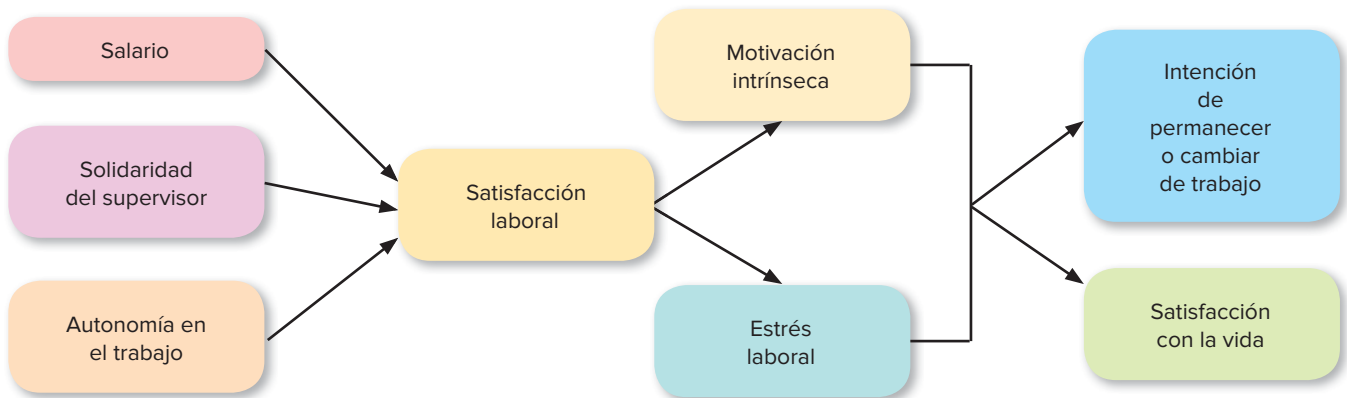 Salario
Solidaridad
del supervisor
Autonomía en
el trabajo
Satisfacción
laboral
Motivación
intrínseca
Estrés
laboral
Intención
de
permanecer
o cambiar
de trabajo
Satisfacción
con la vida